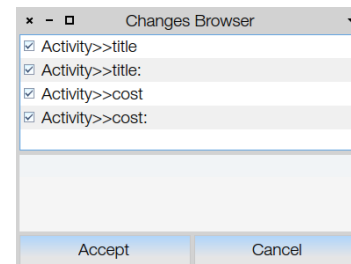 Changes Browser
Activity>>title
Activity>>title:
Activity>>cost
Activity>>cost:
Accept Cancel